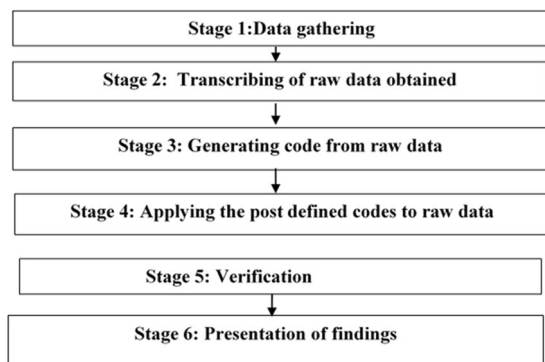 Stage 1:Data gathering
Stage 2: Transcribing of raw data obtained
Stage 3: Generating code from raw data
Stage 4: Applying the post defined codes to raw data
Stage 5: Verification
Stage 6: Presentation of findings